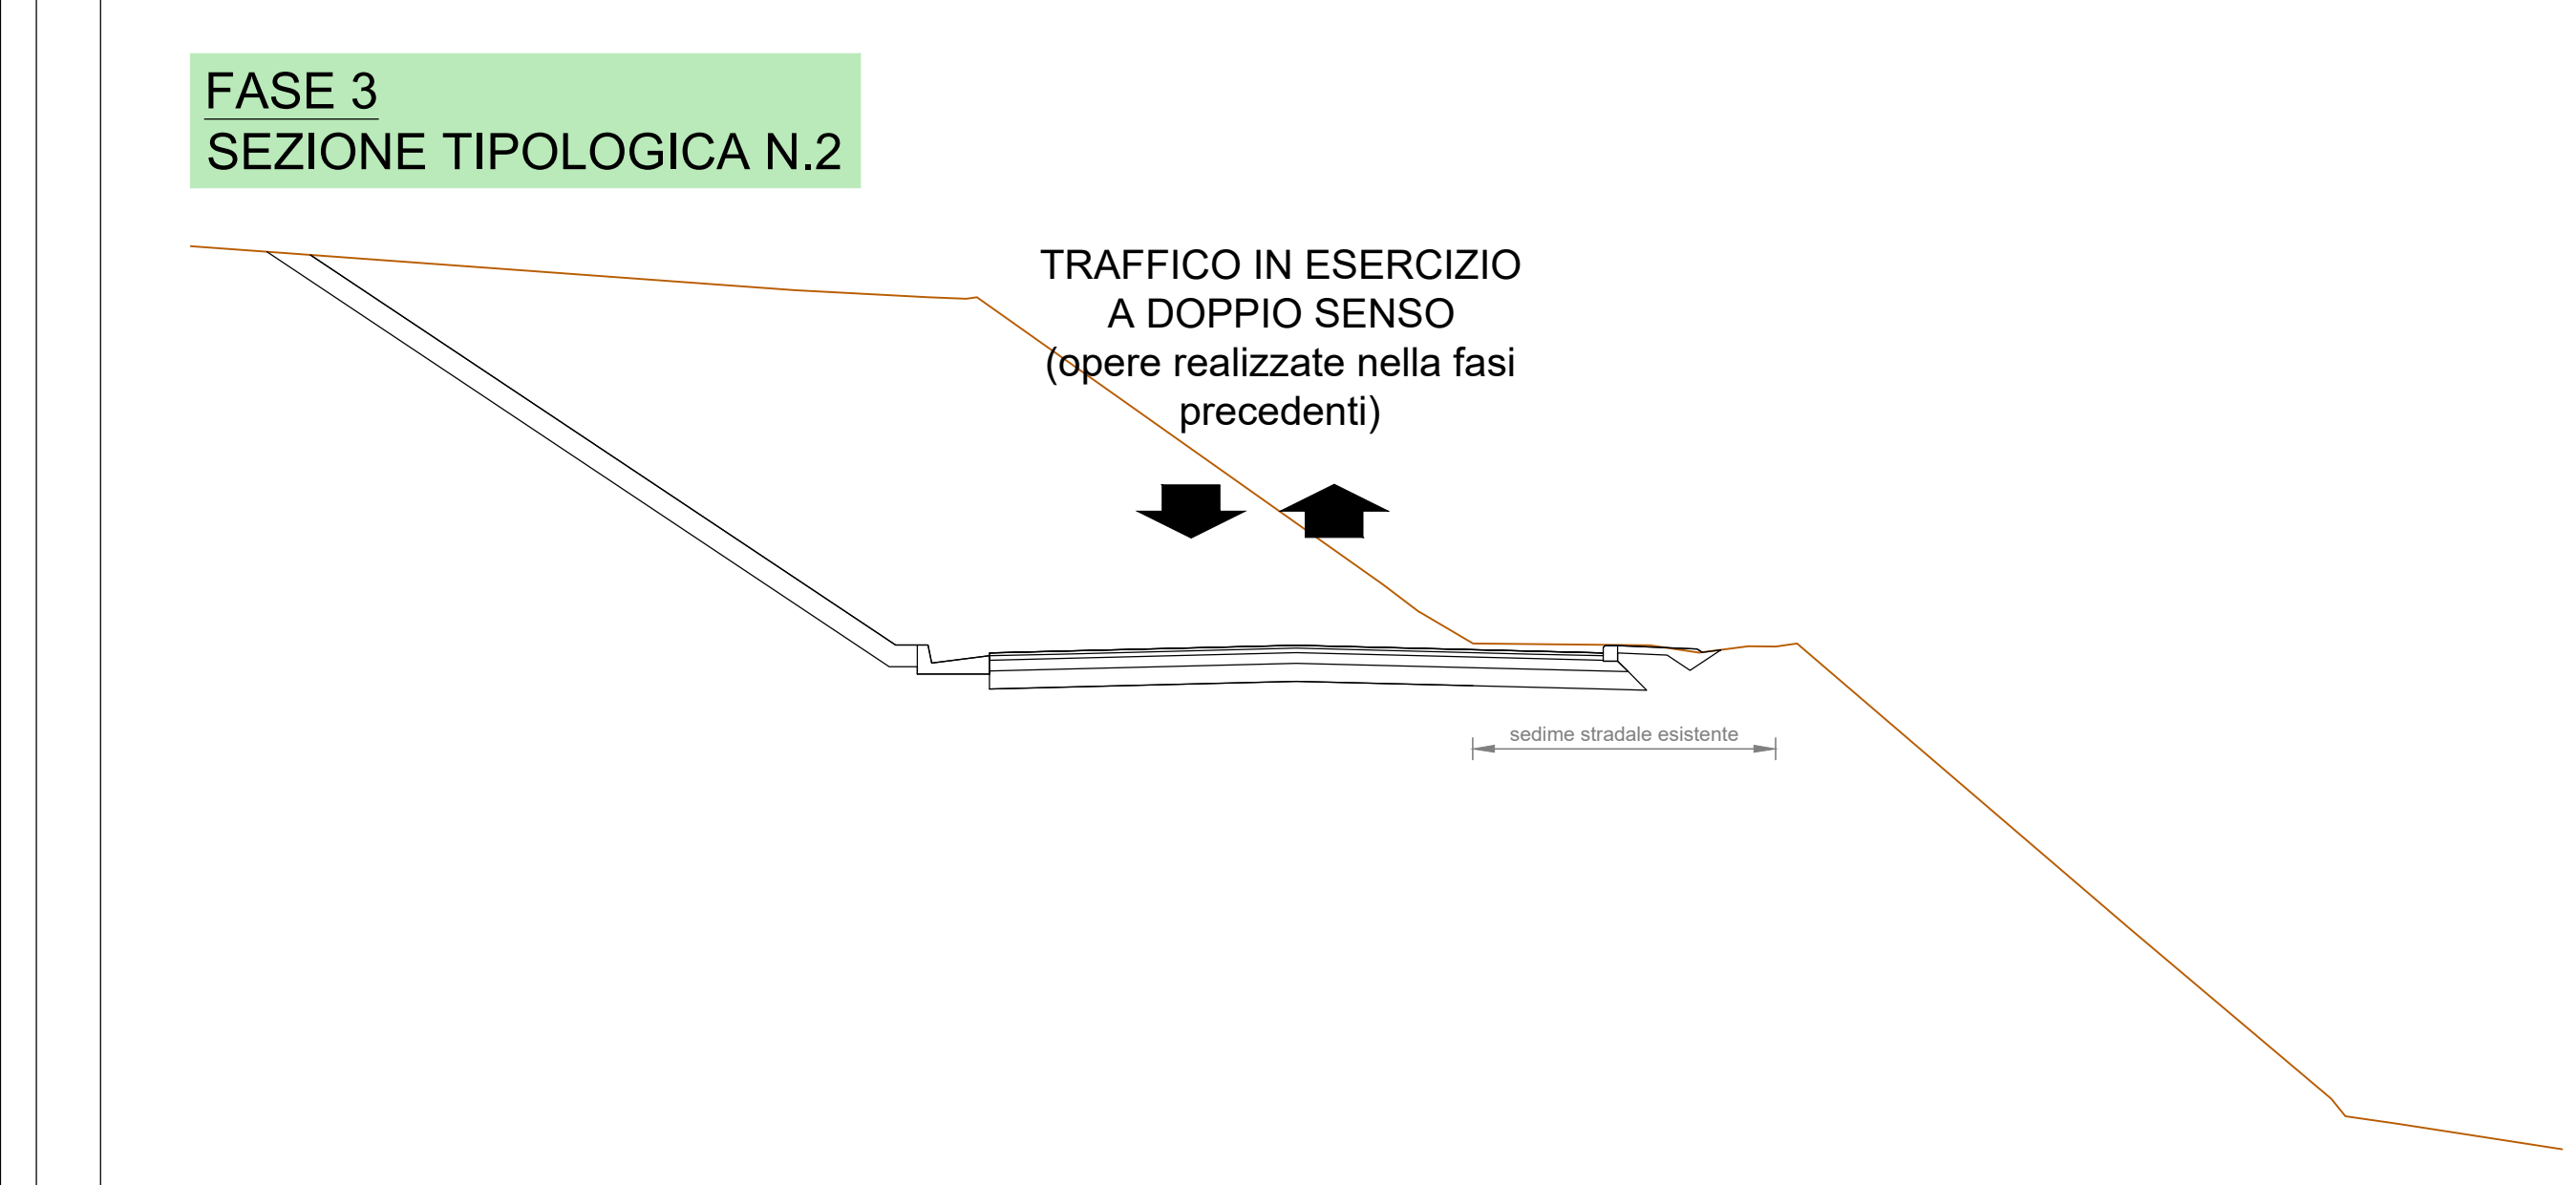 FASE 3
SEZIONE TIPOLOGICA N.2
TRAFFICO IN ESERCIZIO
A DOPPIO SENSO
(opere realizzate nella fasi
precedenti)
sedime stradale esistente